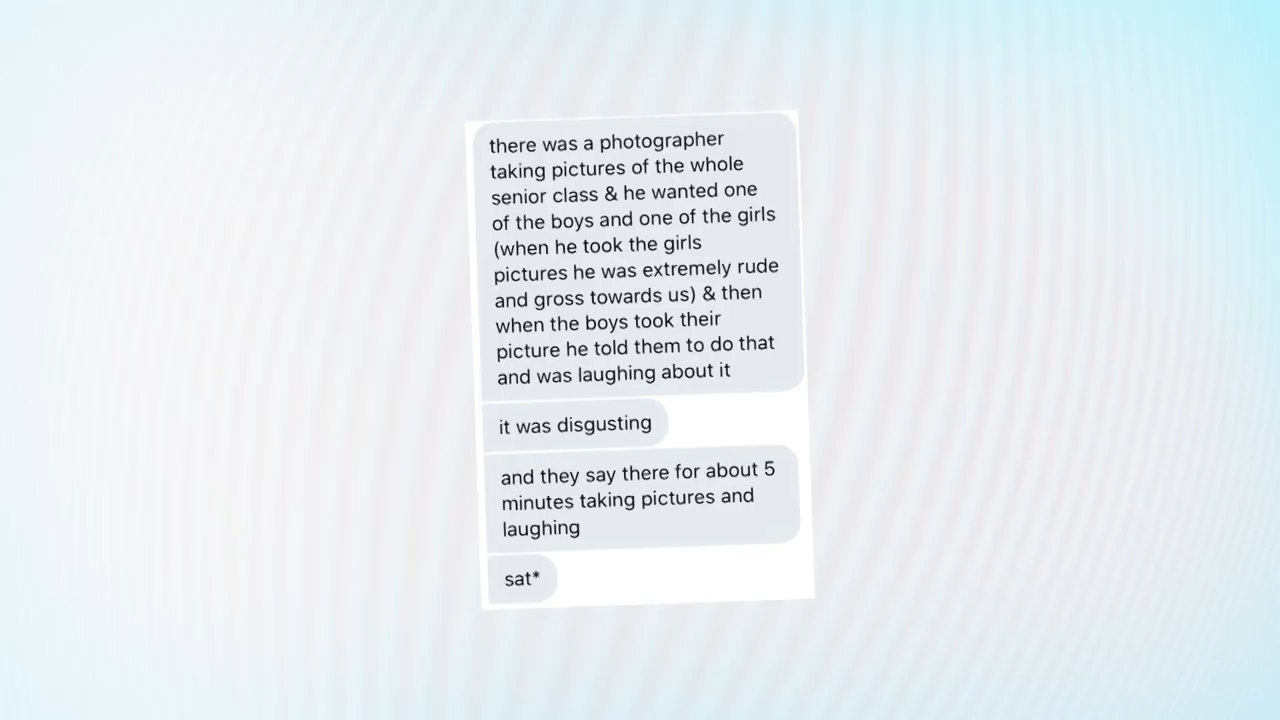 there was a photographer
taking pictures of the whole
senior class & he wanted one
of the boys and one of the girls
(when he took the girls
pictures he was extremely rude
and gross towards us) & then
when the boys took their
picture he told them to do that
and was laughing about it
it was disgusting
and they say there for about 5
minutes taking pictures and
laughing
sat*